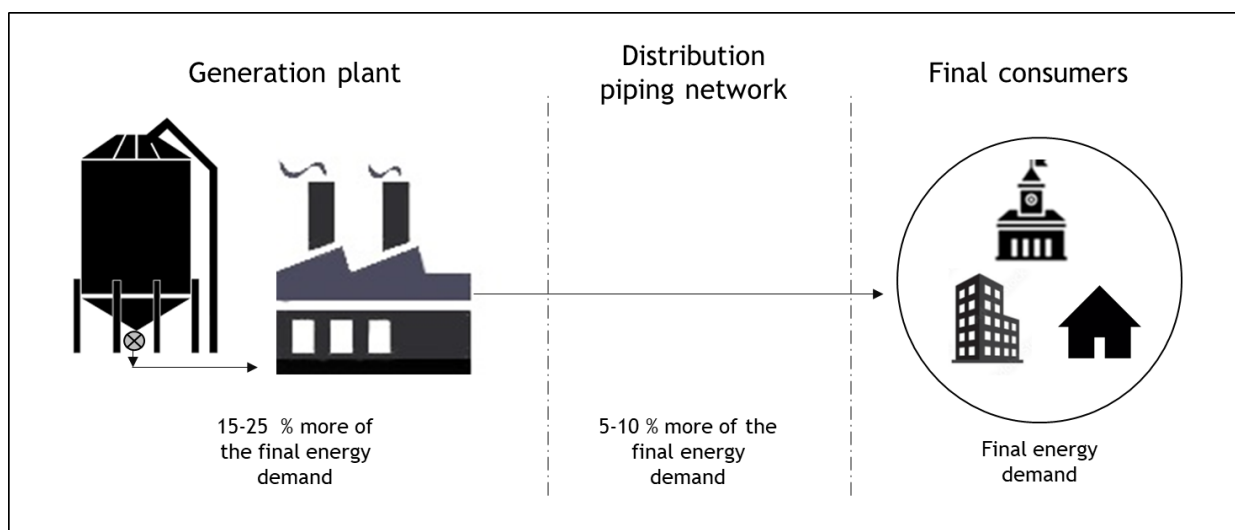 Generation plant
Distribution
piping network
Final consumers
15-25 % more of
the final energy
demand
5-10 % more of the
final energy
demand
Final energy
demand